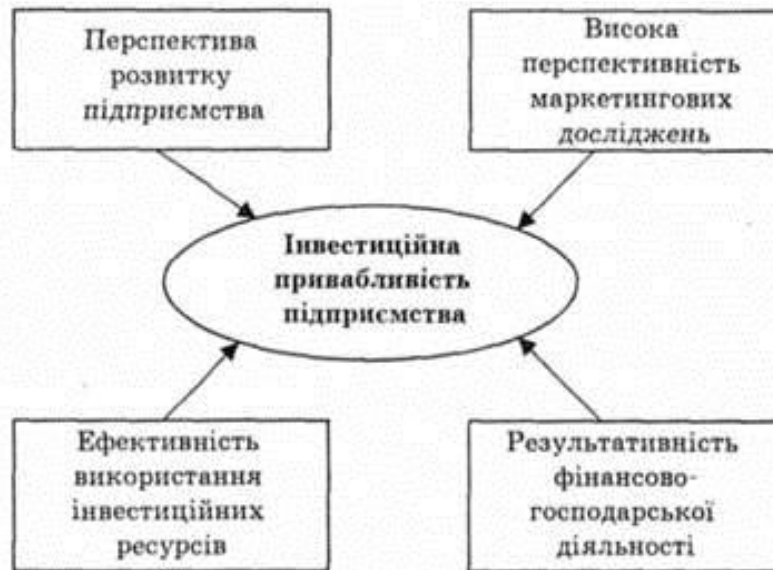 Перспектива
розвитку
підприємства
Висока
перспективність
маркетингових
досліджень
Інвестиційна
привабливість
підприємства
Ефективність
використання
інвестиційних
ресурсів
Результативність
фінансово-
господарської
діяльності